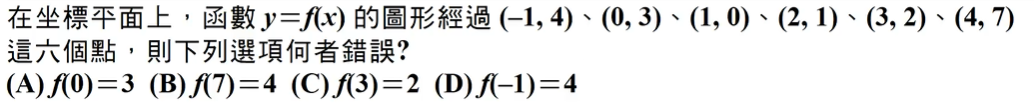 在坐標平面上，函數 y＝f(x) 的圖形經過 (–1, 4)、(0, 3)、(1, 0)、(2, 1)、(3, 2)、(4, 7)
這六個點，則下列選項何者錯誤?
(A) f(0)＝3 (B) f(7)＝4 (C) f(3)＝2 (D) f(–1)＝4